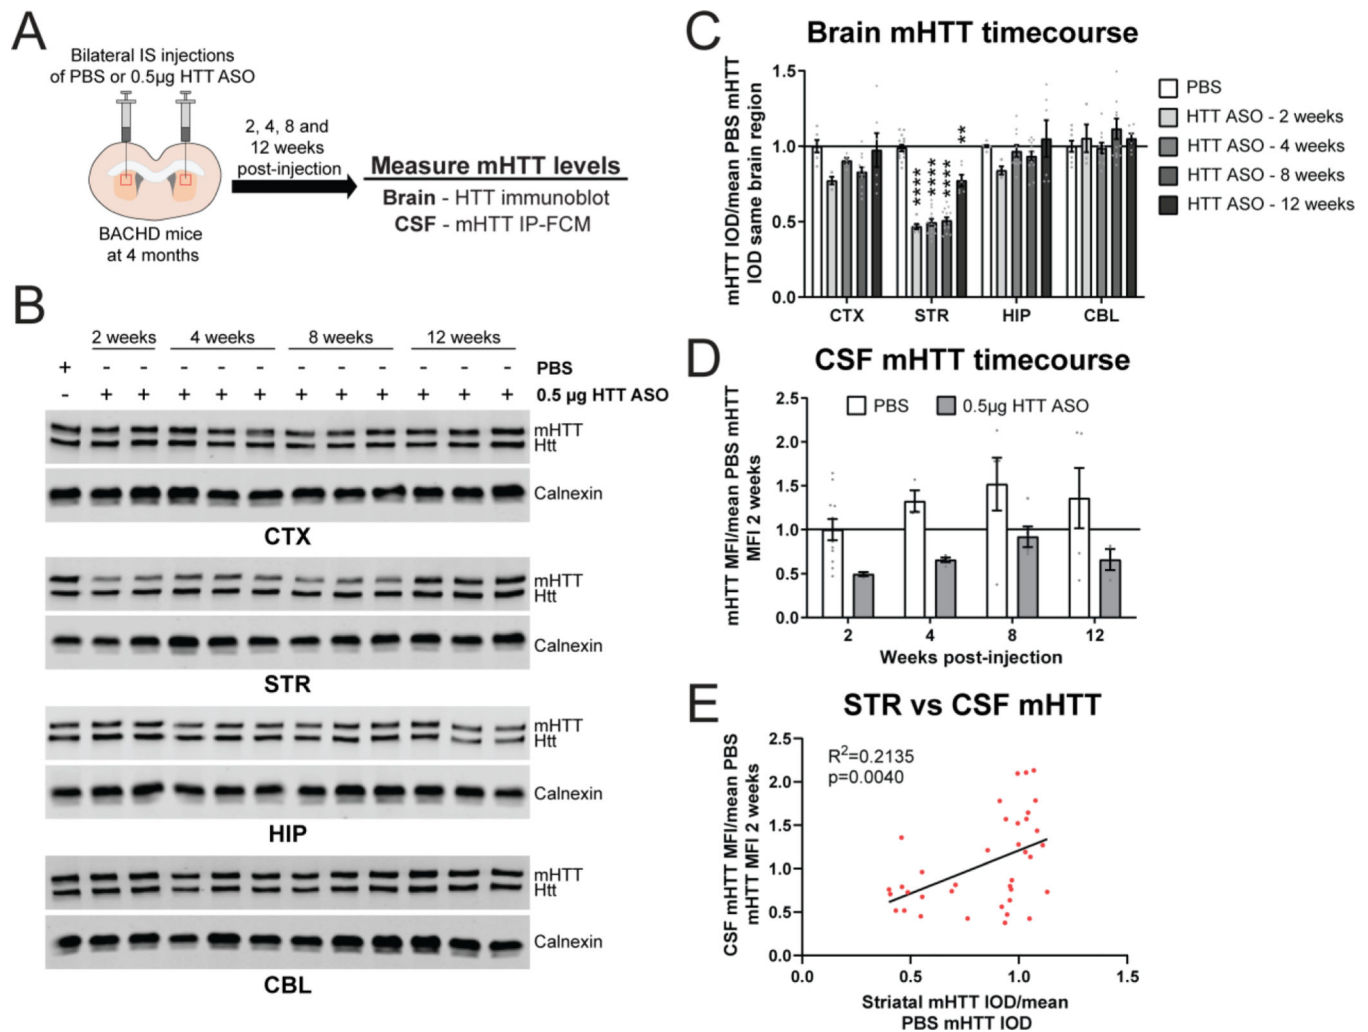 A
Bilateral IS injections
of PBS or 0.5µg HTT ASO
2, 4, 8 and
12 weeks
post-injection
Measure mHTT levels
Brain - HTT immunoblot
CSF - mHTT IP-FCM
BACHD mice
at 4 months
B
2 weeks 4 weeks 8 weeks 12 weeks
+ - - - - - - - - - - - PBS
- + + + + + + + + + + + 0.5 µg HTT ASO
mHTT
Htt
Calnexin
CTX
mHTT
Htt
Calnexin
STR
mHTT
Htt
Calnexin
HIP
mHTT
Htt
Calnexin
CBL
C
Brain mHTT timecourse
mHTT IOD/mean PBS mHTT
IOD same brain region
1.5
1.0
0.5
0.0
**** **** **** **
CTX STR HIP CBL
PBS
HTT ASO - 2 weeks
HTT ASO - 4 weeks
HTT ASO - 8 weeks
HTT ASO - 12 weeks
D
CSF mHTT timecourse
mHTT MFI/mean PBS mHTT
MFI 2 weeks
2.5
2.0
1.5
1.0
0.5
0.0
PBS 0.5µg HTT ASO
2 4 8 12
Weeks post-injection
E
STR vs CSF mHTT
CSF mHTT MFI/mean PBS
mHTT MFI 2 weeks
2.5
2.0
1.5
1.0
0.5
0.0
R²=0.2135
p=0.0040
0.0 0.5 1.0 1.5
Striatal mHTT IOD/mean
PBS mHTT IOD